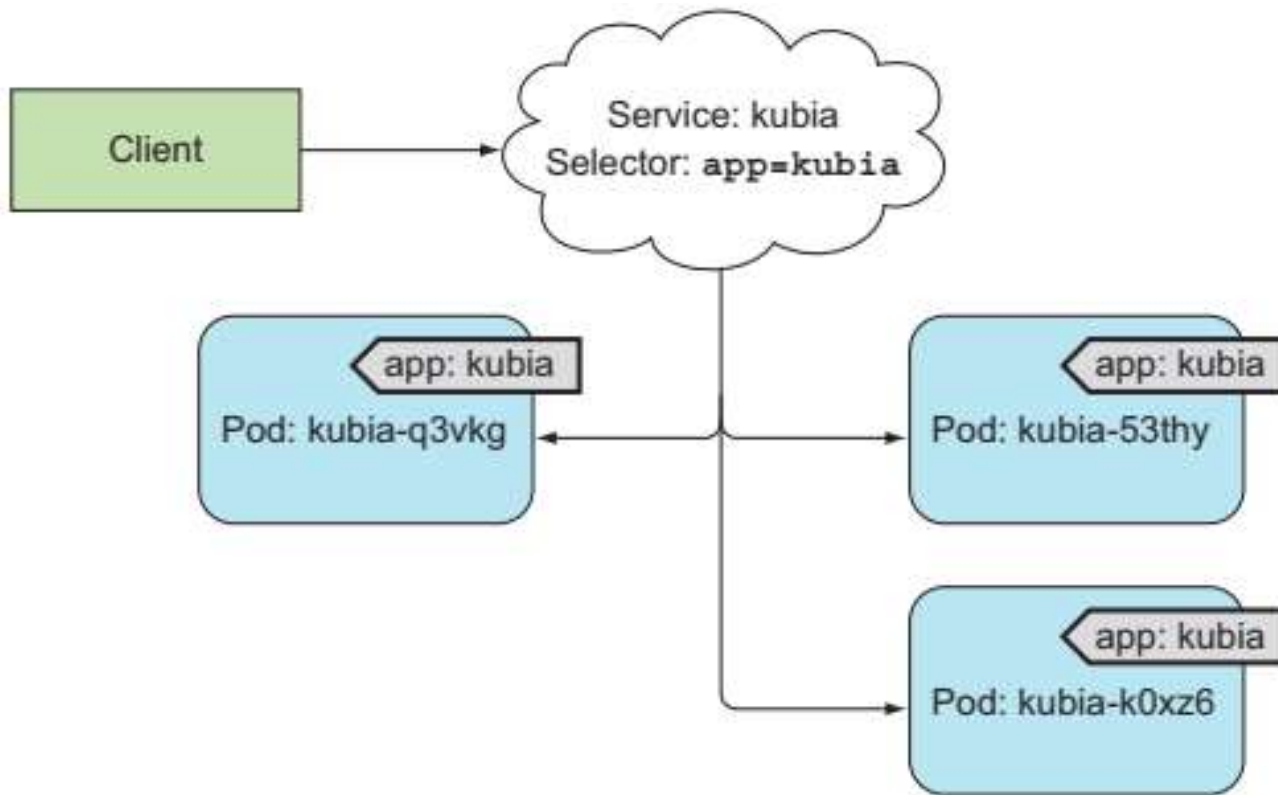 Client
Service: kubia
Selector: app=kubia
app: kubia
Pod: kubia-q3vkg
app: kubia
Pod: kubia-53thy
app: kubia
Pod: kubia-k0xz6